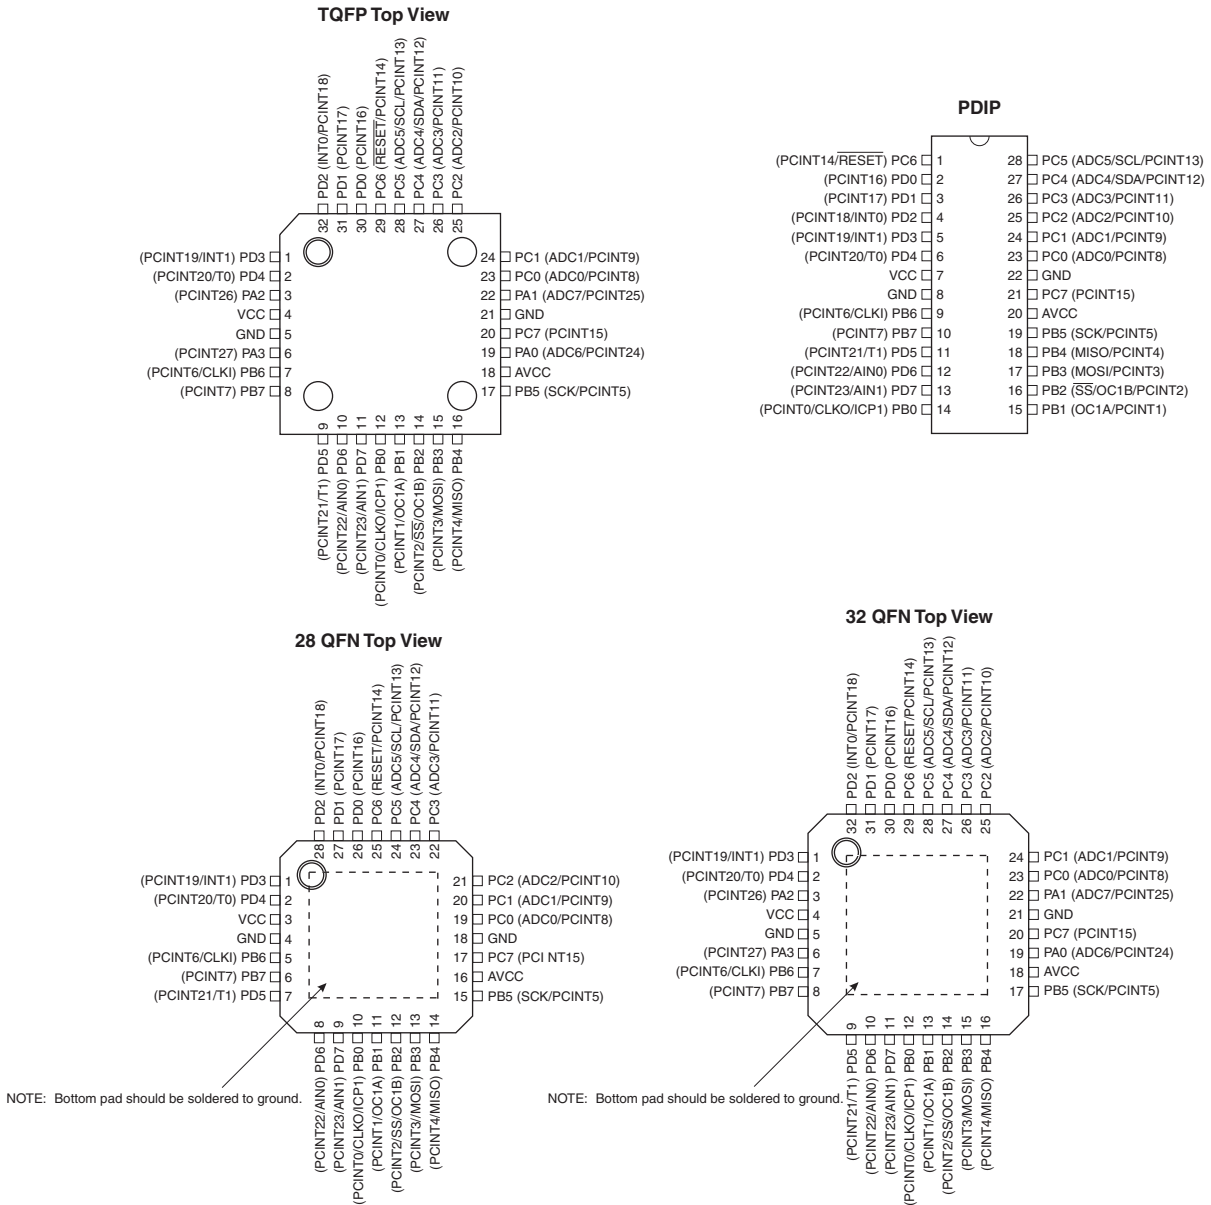 TQFP Top View
32 PD2 (INT0/PCINT18)
31 PD1 (PCINT17)
30 PD0 (PCINT16)
29 PC6 (RESET/PCINT14)
28 PC5 (ADC5/SCL/PCINT13)
27 PC4 (ADC4/SDA/PCINT12)
26 PC3 (ADC3/PCINT11)
25 PC2 (ADC2/PCINT10)
(PCINT19/INT1) PD3 1
(PCINT20/T0) PD4 2
(PCINT26) PA2 3
VCC 4
GND 5
(PCINT27) PA3 6
(PCINT6/CLKI) PB6 7
(PCINT7) PB7 8
24 PC1 (ADC1/PCINT9)
23 PC0 (ADC0/PCINT8)
22 PA1 (ADC7/PCINT25)
21 GND
20 PC7 (PCINT15)
19 PA0 (ADC6/PCINT24)
18 AVCC
17 PB5 (SCK/PCINT5)
(PCINT21/T1) PD5 9
(PCINT22/AIN0) PD6 10
(PCINT23/AIN1) PD7 11
(PCINT0/CLKO/ICP1) PB0 12
(PCINT1/OC1A) PB1 13
(PCINT2/SS/OC1B) PB2 14
(PCINT3/MOSI) PB3 15
(PCINT4/MISO) PB4 16
PDIP
(PCINT14/RESET) PC6 1 28 PC5 (ADC5/SCL/PCINT13)
(PCINT16) PD0 2 27 PC4 (ADC4/SDA/PCINT12)
(PCINT17) PD1 3 26 PC3 (ADC3/PCINT11)
(PCINT18/INT0) PD2 4 25 PC2 (ADC2/PCINT10)
(PCINT19/INT1) PD3 5 24 PC1 (ADC1/PCINT9)
(PCINT20/T0) PD4 6 23 PC0 (ADC0/PCINT8)
VCC 7 22 GND
GND 8 21 PC7 (PCINT15)
(PCINT6/CLKI) PB6 9 20 AVCC
(PCINT7) PB7 10 19 PB5 (SCK/PCINT5)
(PCINT21/T1) PD5 11 18 PB4 (MISO/PCINT4)
(PCINT22/AIN0) PD6 12 17 PB3 (MOSI/PCINT3)
(PCINT23/AIN1) PD7 13 16 PB2 (SS/OC1B/PCINT2)
(PCINT0/CLKO/ICP1) PB0 14 15 PB1 (OC1A/PCINT1)
28 QFN Top View
28 PD2 (INT0/PCINT18)
27 PD1 (PCINT17)
26 PD0 (PCINT16)
25 PC6 (RESET/PCINT14)
24 PC5 (ADC5/SCL/PCINT13)
23 PC4 (ADC4/SDA/PCINT12)
22 PC3 (ADC3/PCINT11)
(PCINT19/INT1) PD3 1
(PCINT20/T0) PD4 2
VCC 3
GND 4
(PCINT6/CLKI) PB6 5
(PCINT7) PB7 6
(PCINT21/T1) PD5 7
21 PC2 (ADC2/PCINT10)
20 PC1 (ADC1/PCINT9)
19 PC0 (ADC0/PCINT8)
18 GND
17 PC7 (PCI NT15)
16 AVCC
15 PB5 (SCK/PCINT5)
(PCINT22/AIN0) PD6 8
(PCINT23/AIN1) PD7 9
(PCINT0/CLKO/ICP1) PB0 10
(PCINT1/OC1A) PB1 11
(PCINT2/SS/OC1B) PB2 12
(PCINT3//MOSI) PB3 13
(PCINT4/MISO) PB4 14
NOTE: Bottom pad should be soldered to ground.
32 QFN Top View
32 PD2 (INT0/PCINT18)
31 PD1 (PCINT17)
30 PD0 (PCINT16)
29 PC6 (RESET/PCINT14)
28 PC5 (ADC5/SCL/PCINT13)
27 PC4 (ADC4/SDA/PCINT12)
26 PC3 (ADC3/PCINT11)
25 PC2 (ADC2/PCINT10)
(PCINT19/INT1) PD3 1
(PCINT20/T0) PD4 2
(PCINT26) PA2 3
VCC 4
GND 5
(PCINT27) PA3 6
(PCINT6/CLKI) PB6 7
(PCINT7) PB7 8
24 PC1 (ADC1/PCINT9)
23 PC0 (ADC0/PCINT8)
22 PA1 (ADC7/PCINT25)
21 GND
20 PC7 (PCINT15)
19 PA0 (ADC6/PCINT24)
18 AVCC
17 PB5 (SCK/PCINT5)
(PCINT21/T1) PD5 9
(PCINT22/AIN0) PD6 10
(PCINT23/AIN1) PD7 11
(PCINT0/CLKO/ICP1) PB0 12
(PCINT1/OC1A) PB1 13
(PCINT2/SS/OC1B) PB2 14
(PCINT3/MOSI) PB3 15
(PCINT4/MISO) PB4 16
NOTE: Bottom pad should be soldered to ground.